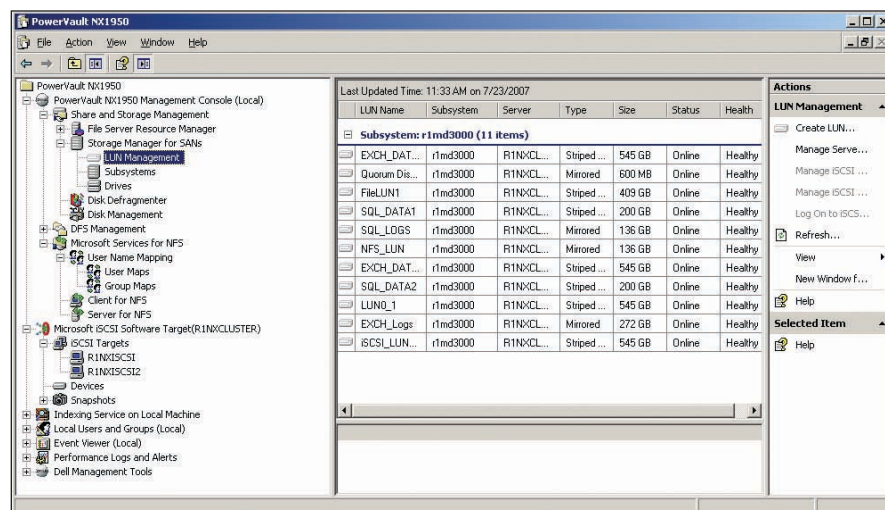 PowerVault NX1950
File Action View Window Help
PowerVault NX1950
PowerVault NX1950 Management Console (Local)
Share and Storage Management
File Server Resource Manager
Storage Manager for SANs
LUN Management
Subsystems
Drives
Disk Defragmenter
Disk Management
DFS Management
Microsoft Services for NFS
User Name Mapping
User Maps
Group Maps
Client for NFS
Server for NFS
Microsoft iSCSI Software Target(R1NXCLUSTER)
iSCSI Targets
R1NXISCSI
R1NXISCSI2
Devices
Snapshots
Indexing Service on Local Machine
Local Users and Groups (Local)
Event Viewer (Local)
Performance Logs and Alerts
Dell Management Tools
Last Updated Time: 11:33 AM on 7/23/2007
LUN Name Subsystem Server Type Size Status Health
Subsystem: r1md3000 (11 items)
EXCH_DAT... r1md3000 R1NXCL... Striped ... 545 GB Online Healthy
Quorum Dis... r1md3000 R1NXCL... Mirrored 600 MB Online Healthy
FileLUN1 r1md3000 R1NXCL... Striped ... 409 GB Online Healthy
SQL_DATA1 r1md3000 R1NXCL... Striped ... 200 GB Online Healthy
SQL_LOGS r1md3000 R1NXCL... Mirrored 136 GB Online Healthy
NFS_LUN r1md3000 R1NXCL... Mirrored 136 GB Online Healthy
EXCH_DAT... r1md3000 R1NXCL... Striped ... 545 GB Online Healthy
SQL_DATA2 r1md3000 R1NXCL... Striped ... 200 GB Online Healthy
LUN0_1 r1md3000 R1NXCL... Striped ... 545 GB Online Healthy
EXCH_Logs r1md3000 R1NXCL... Mirrored 272 GB Online Healthy
iSCSI_LUN... r1md3000 R1NXCL... Striped ... 545 GB Online Healthy
Actions
LUN Management
Create LUN...
Manage Serve...
Manage iSCSI ...
Manage iSCSI ...
Log On to iSCS...
Refresh...
View
New Window f...
Help
Selected Item
Help